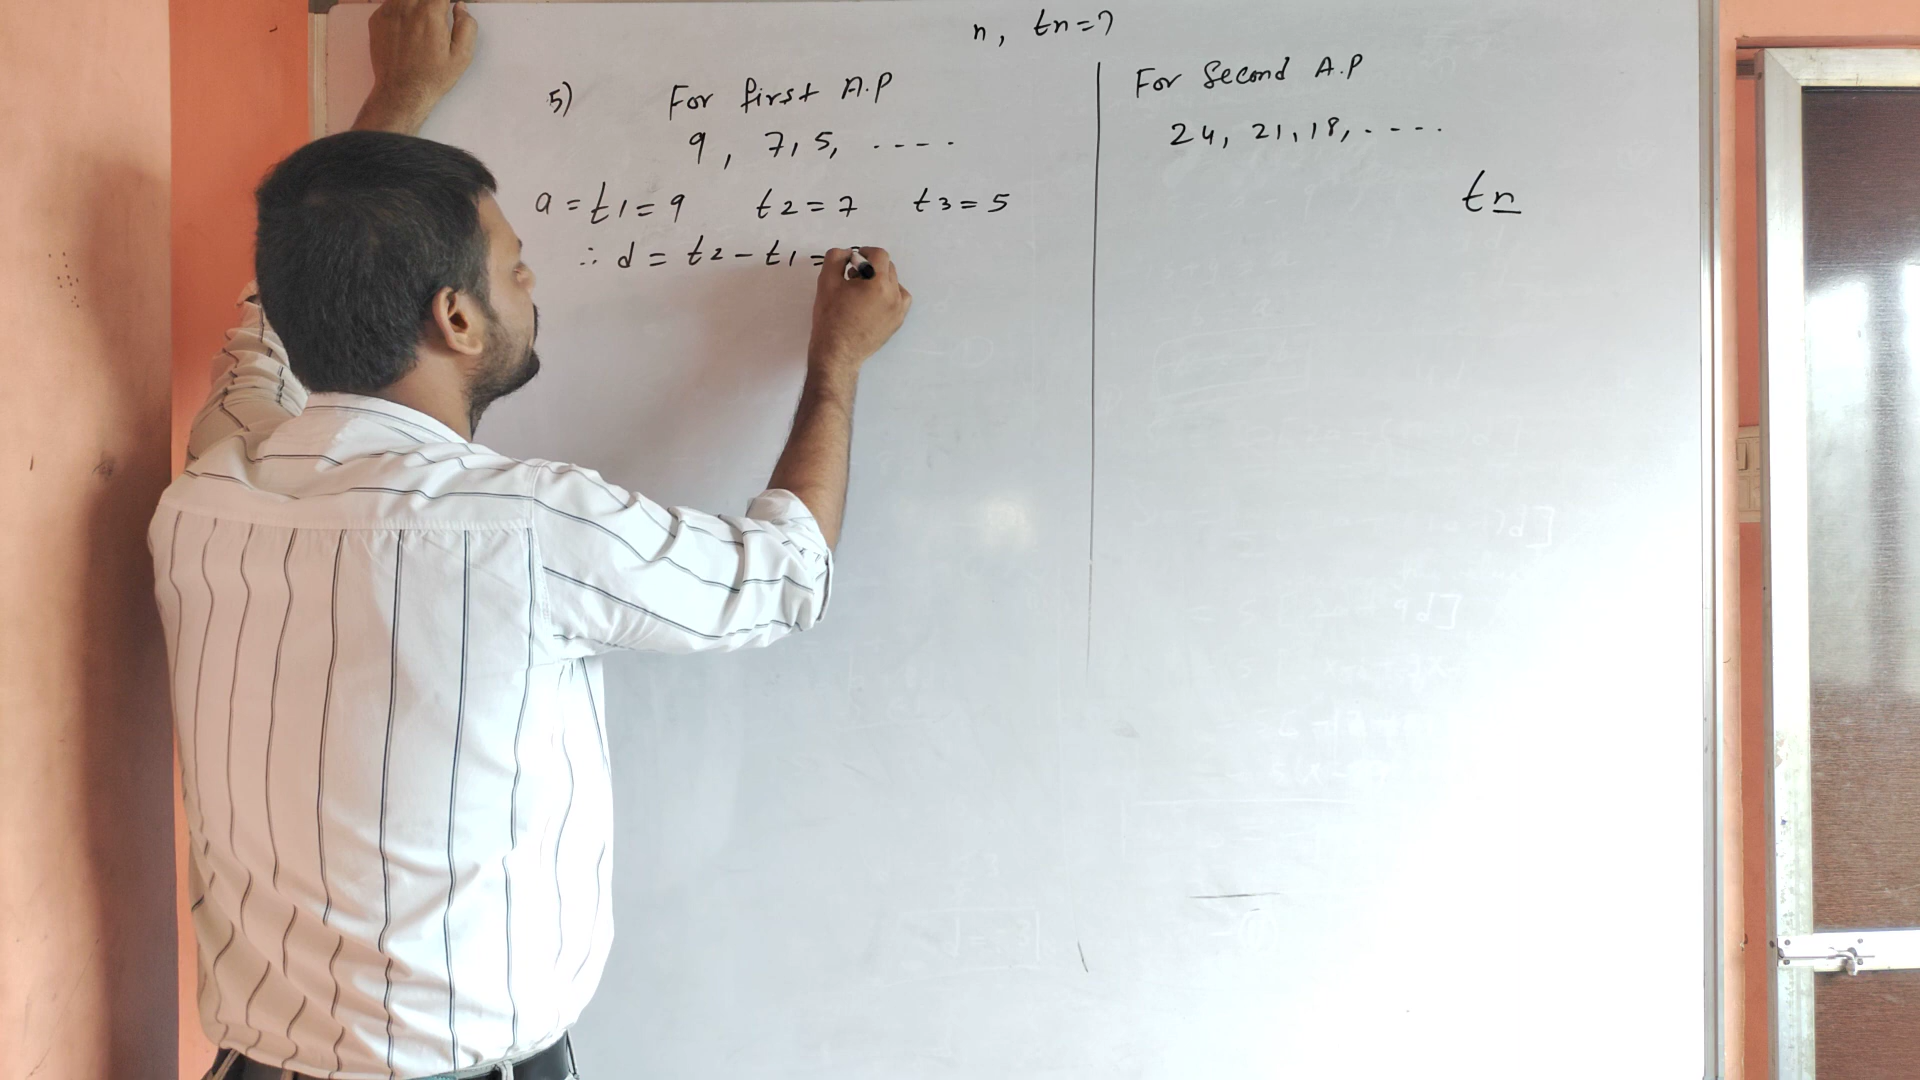 n, tn=?
5) For first A.P
9, 7, 5, ....
a = t1 = 9 t2 = 7 t3 = 5
∴ d = t2 - t1 =
For Second A.P
24, 21, 18, ....
tn